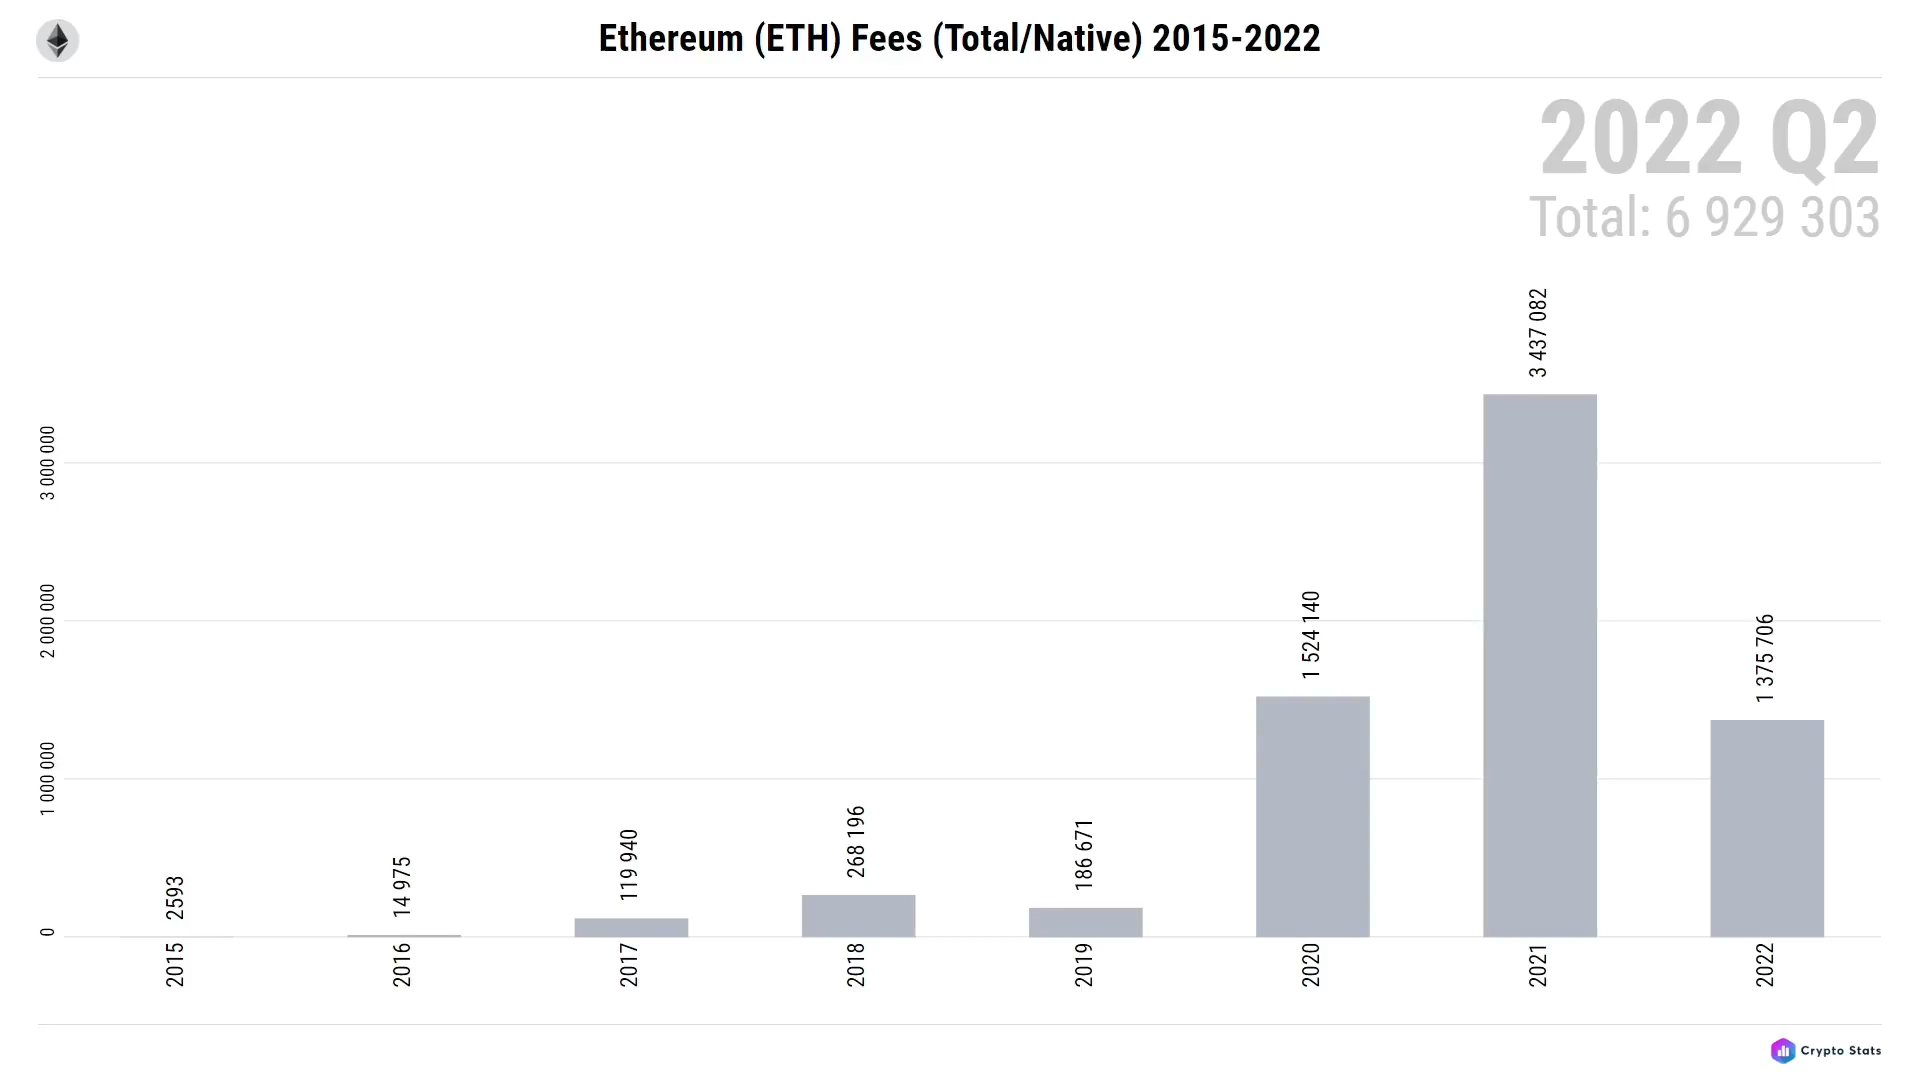 Ethereum (ETH) Fees (Total/Native) 2015-2022
2022 Q2
Total: 6 929 303
3 000 000
2 000 000
1 000 000
0
2593
14 975
119 940
268 196
186 671
1 524 140
3 437 082
1 375 706
2015
2016
2017
2018
2019
2020
2021
2022
Crypto Stats